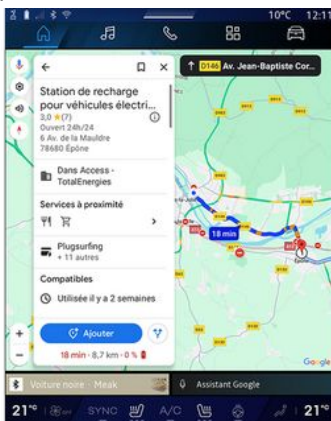 10°C 12:11
Station de recharge
pour véhicules électri...
3,0 ★ (7)
Ouvert 24h/24
6 Av. de la Mauldre
78680 Épône
Dans Access -
TotalEnergies
Services à proximité
Plugsurfing
+ 11 autres
Compatibles
Utilisée il y a 2 semaines
Ajouter
18 min · 8,7 km · 0 %
D146 Av. Jean-Baptiste Cor...
18 min
Épône
Google
Voiture noire · Meak
Assistant Google
21°
SYNC
A/C
21°